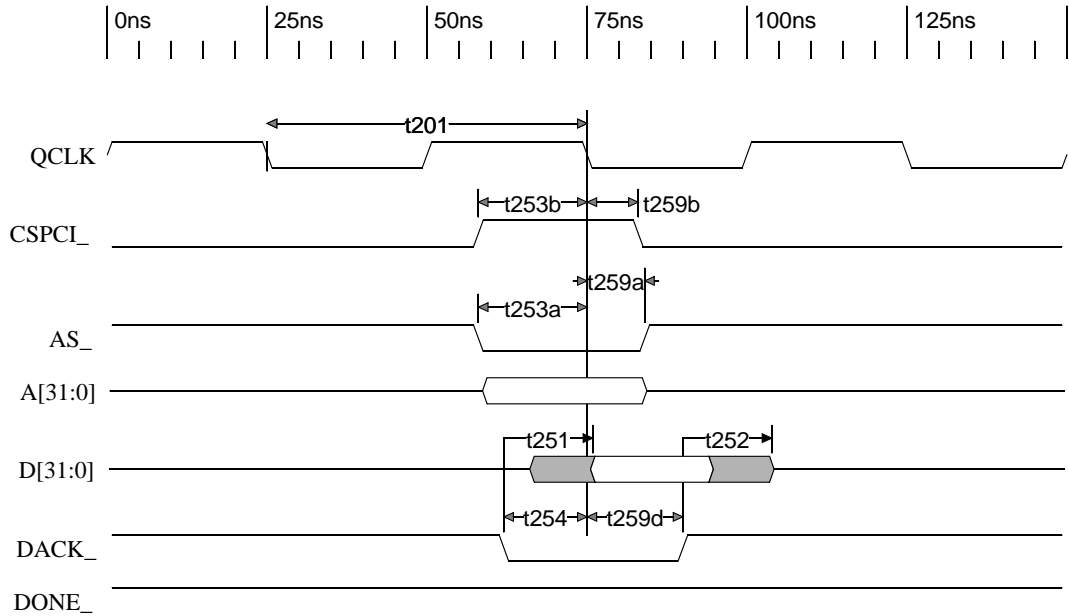 0ns 25ns 50ns 75ns 100ns 125ns
t201
QCLK
t253b t259b
CSPCI_
t259a
t253a
AS_
A[31:0]
t251 t252
D[31:0]
t254 t259d
DACK_
DONE_